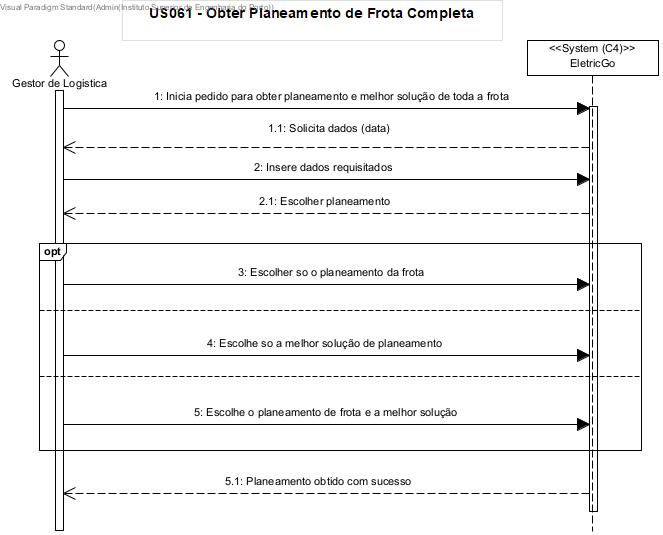 Visual Paradigm Standard(Admin(Instituto Superior de Engenharia do Porto))
US061 - Obter Planeamento de Frota Completa
<<System (C4)>>
EletricGo
Gestor de Logistica
1: Inicia pedido para obter planeamento e melhor solução de toda a frota
1.1: Solicita dados (data)
2: Insere dados requisitados
2.1: Escolher planeamento
opt
3: Escolher so o planeamento da frota
4: Escolhe so a melhor solução de planeamento
5: Escolhe o planeamento de frota e a melhor solução
5.1: Planeamento obtido com sucesso